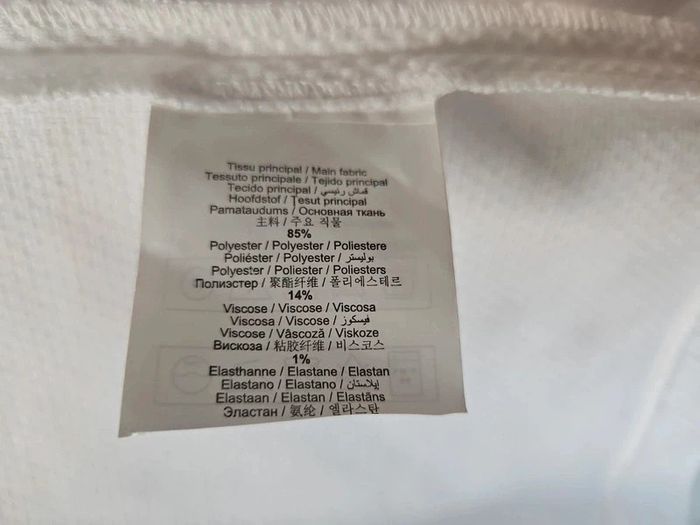 Tissu principal / Main fabric
Tessuto principale / Tejido principal
Tecido principal / قماش رئيسي
Hoofdstof / Țesut principal
Pamataudums / Основная ткань
主料 / 주요 직물
85%
Polyester / Polyester / Poliestere
Poliéster / Polyester / بوليستر
Polyester / Poliester / Poliesters
Полиэстер / 聚酯纤维 / 폴리에스테르
14%
Viscose / Viscose / Viscosa
Viscosa / Viscose / فيسكوز
Viscose / Vâscoză / Viskoze
Вискоза / 粘胶纤维 / 비스코스
1%
Elasthanne / Elastane / Elastan
Elastano / Elastano / إيلاستان
Elastaan / Elastan / Elastāns
Эластан / 氨纶 / 엘라스탄